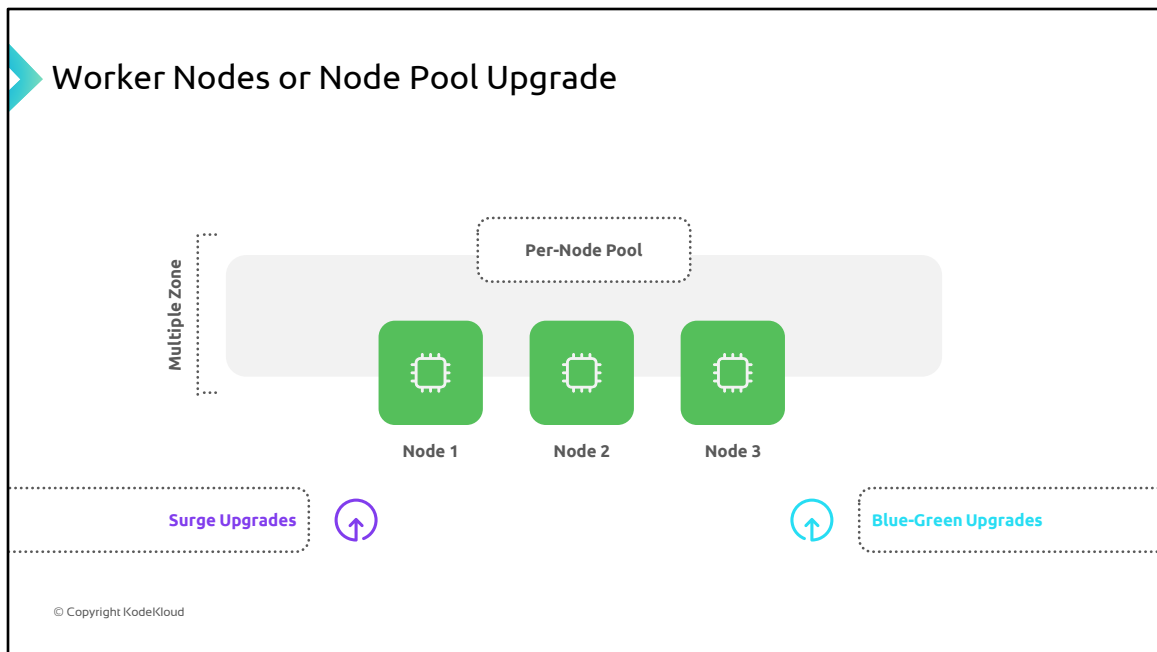 Worker Nodes or Node Pool Upgrade
Per-Node Pool
Multiple Zone
Node 1
Node 2
Node 3
Surge Upgrades
Blue-Green Upgrades
© Copyright KodeKloud